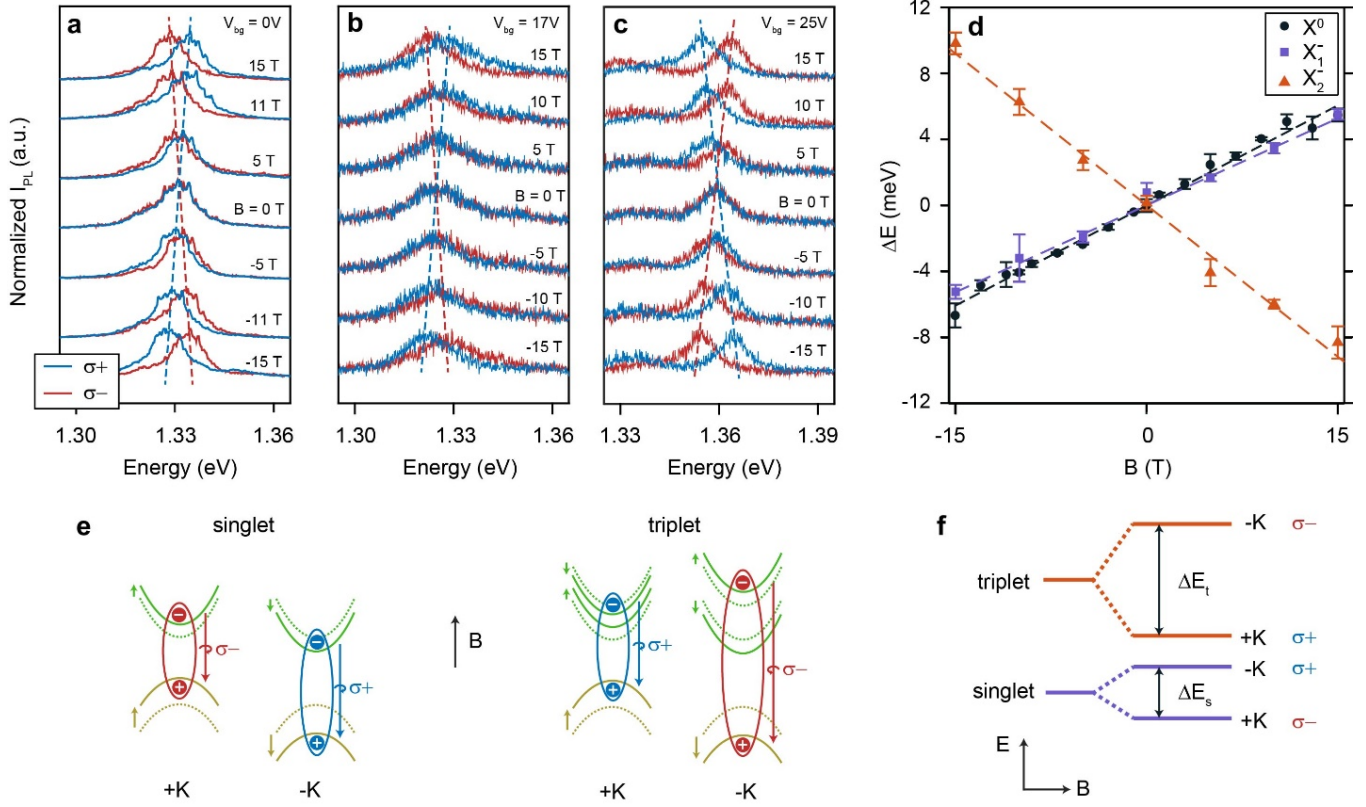 a
V_bg = 0V
15 T
11 T
5 T
B = 0 T
-5 T
-11 T
-15 T
σ+
σ−
Normalized I_PL (a.u.)
1.30
1.33
1.36
Energy (eV)
b
V_bg = 17V
15 T
10 T
5 T
B = 0 T
-5 T
-10 T
-15 T
1.30
1.33
1.36
Energy (eV)
c
V_bg = 25V
15 T
10 T
5 T
B = 0 T
-5 T
-10 T
-15 T
1.33
1.36
1.39
Energy (eV)
d
X⁰
X₁⁻
X₂⁻
12
8
4
0
-4
-8
-12
ΔE (meV)
-15
0
15
B (T)
e
singlet
triplet
σ−
σ+
B
σ+
σ−
+K
-K
+K
-K
f
-K σ−
triplet
ΔE_t
+K σ+
-K σ+
singlet
ΔE_s
+K σ−
E
B